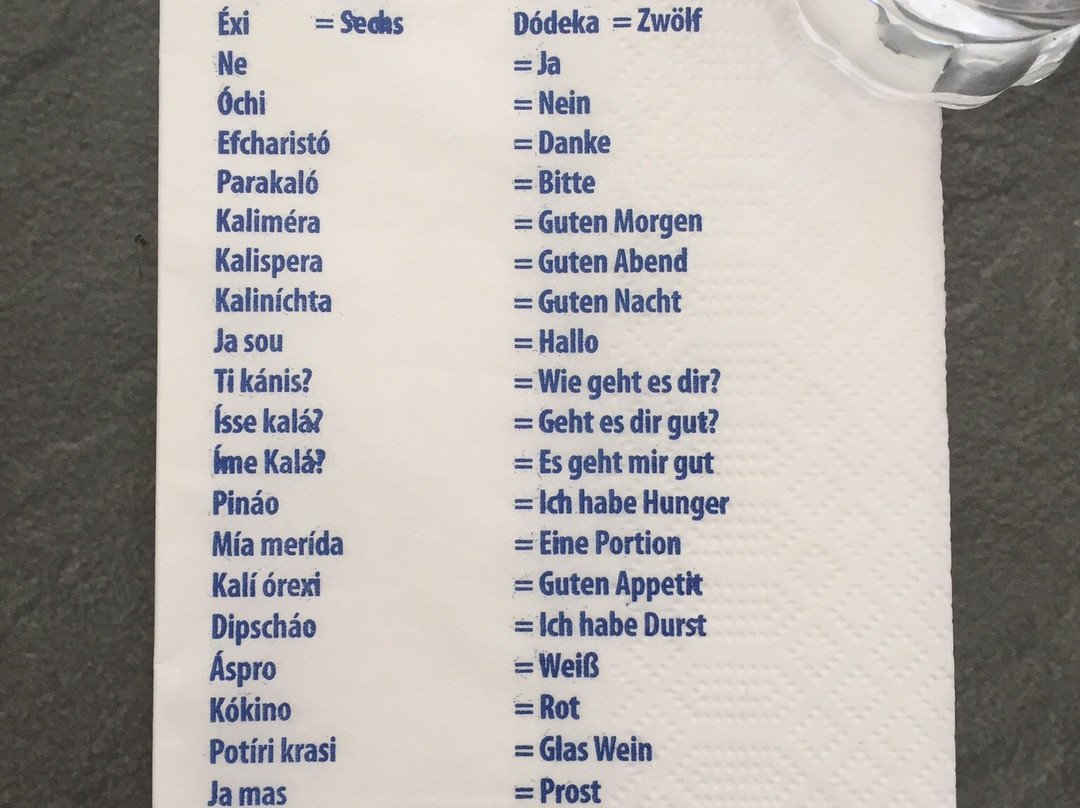 Éxi = Sechs Dódeka = Zwölf
Ne = Ja
Óchi = Nein
Efcharistó = Danke
Parakaló = Bitte
Kaliméra = Guten Morgen
Kalispera = Guten Abend
Kaliníchta = Guten Nacht
Ja sou = Hallo
Ti kánis? = Wie geht es dir?
Ísse kalá? = Geht es dir gut?
Íme Kalá? = Es geht mir gut
Pináo = Ich habe Hunger
Mía merída = Eine Portion
Kalí órexi = Guten Appetit
Dipscháo = Ich habe Durst
Áspro = Weiß
Kókino = Rot
Potíri krasi = Glas Wein
Ja mas = Prost